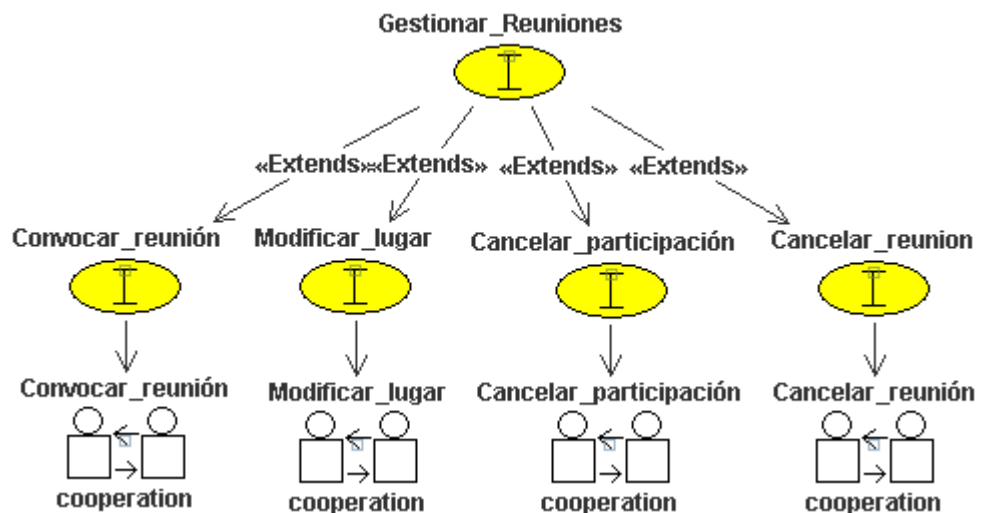 Gestionar_Reuniones
«Extends» «Extends» «Extends» «Extends»
Convocar_reunión Modificar_lugar Cancelar_participación Cancelar_reunion
Convocar_reunión Modificar_lugar Cancelar_participación Cancelar_reunión
cooperation cooperation cooperation cooperation